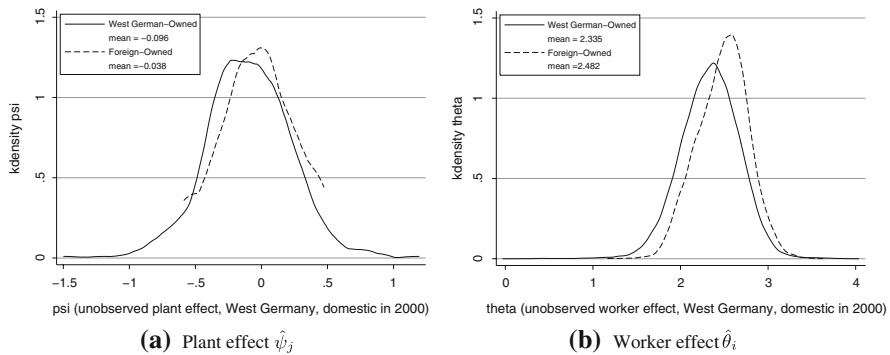 1.5
1
.5
0
kdensity psi
West German-Owned
mean = -0.096
Foreign-Owned
mean =-0.038
-1.5
-1
-.5
0
.5
1
psi (unobserved plant effect, West Germany, domestic in 2000)
(a) Plant effect ψ̂j
1.5
1
.5
0
kdensity theta
West German-Owned
mean = 2.335
Foreign-Owned
mean =2.482
0
1
2
3
4
theta (unobserved worker effect, West Germany, domestic in 2000)
(b) Worker effect θ̂i